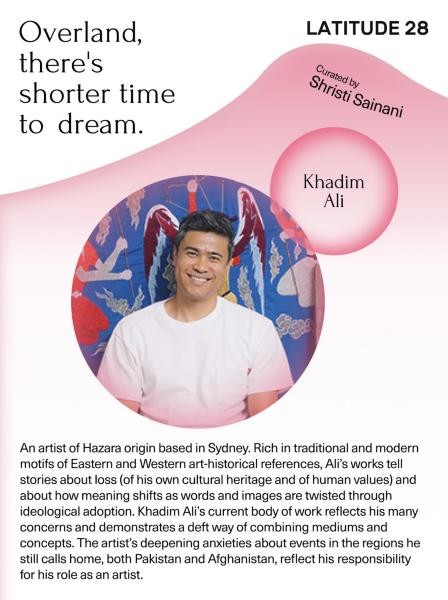 Overland,
there's
shorter time
to dream.
LATITUDE 28
Curated by
Shristi Sainani
Khadim
Ali
An artist of Hazara origin based in Sydney. Rich in traditional and modern
motifs of Eastern and Western art-historical references, Ali's works tell
stories about loss (of his own cultural heritage and of human values) and
about how meaning shifts as words and images are twisted through
ideological adoption. Khadim Ali's current body of work reflects his many
concerns and demonstrates a deft way of combining mediums and
concepts. The artist's deepening anxieties about events in the regions he
still calls home, both Pakistan and Afghanistan, reflect his responsibility
for his role as an artist.